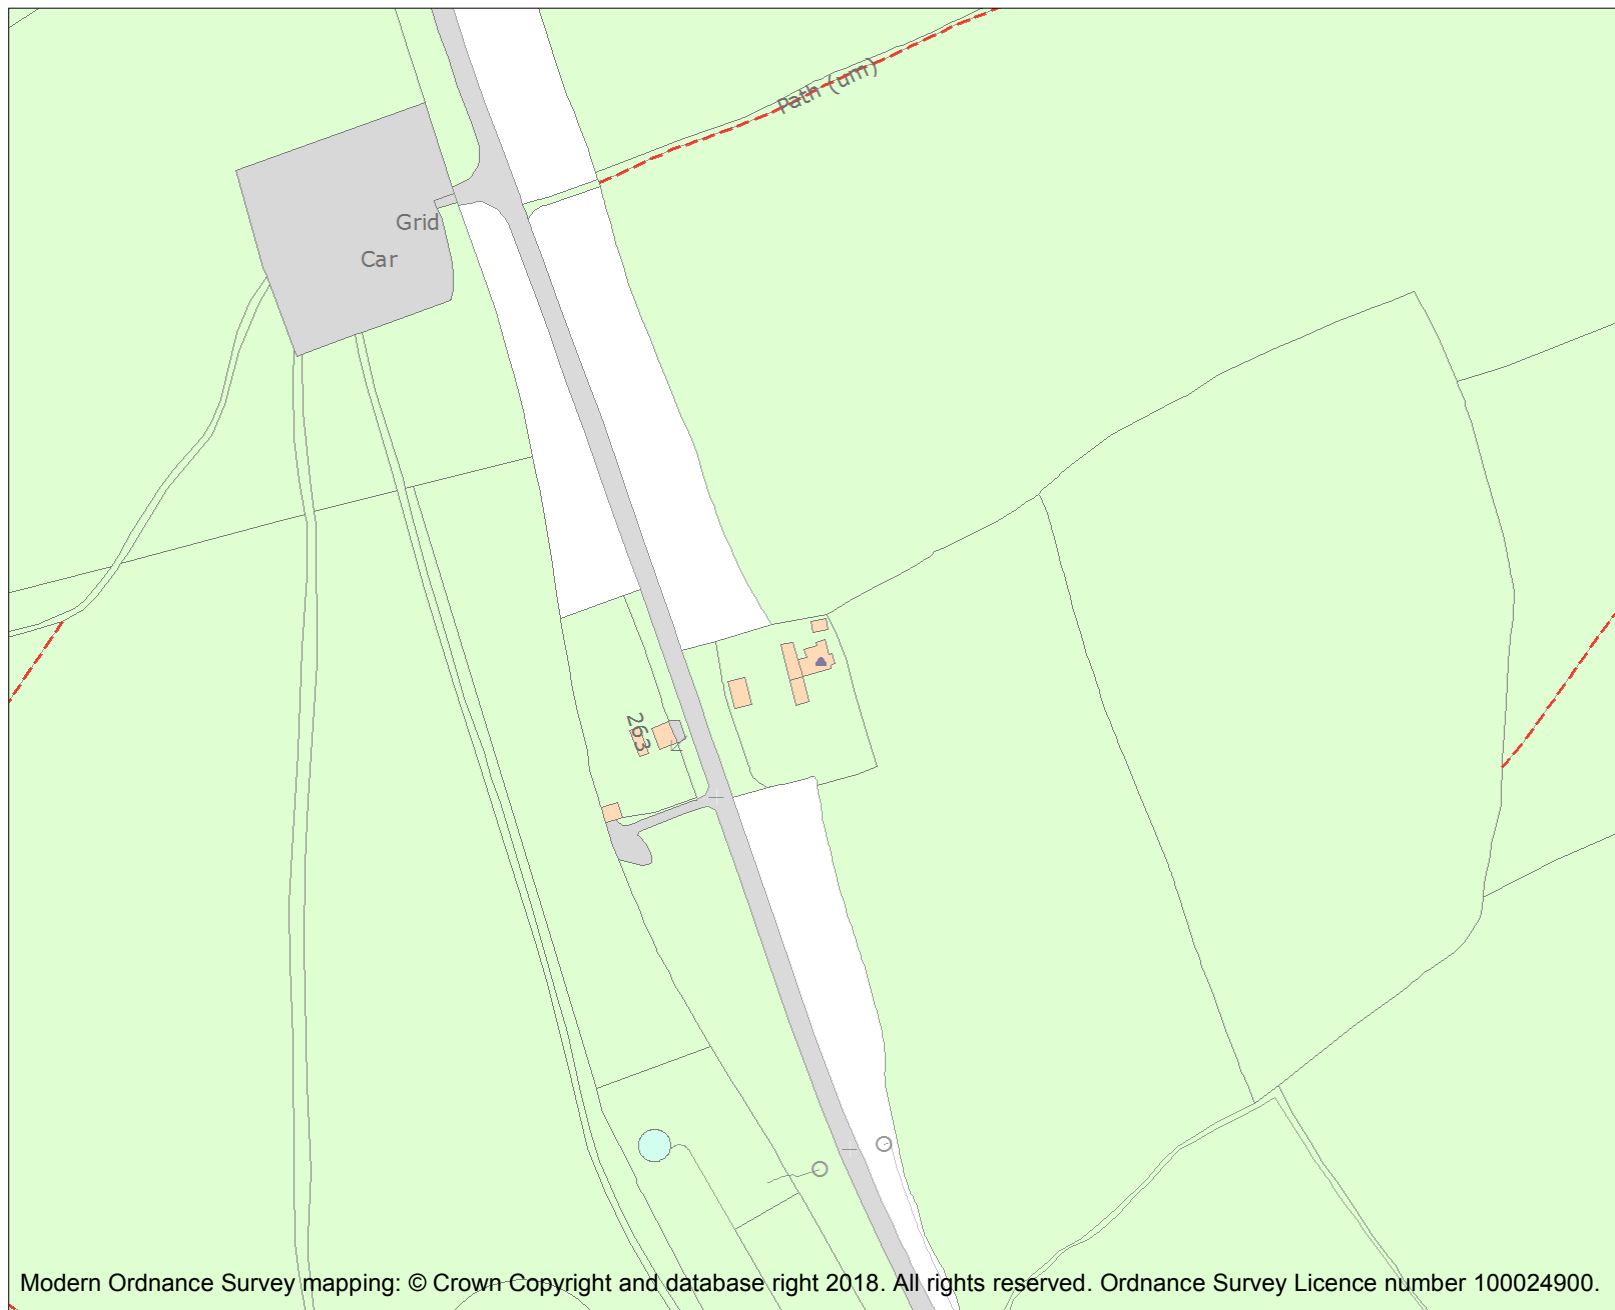 Path (um)
Grid
Car
263
Modern Ordnance Survey mapping: © Crown Copyright and database right 2018. All rights reserved. Ordnance Survey Licence number 100024900.